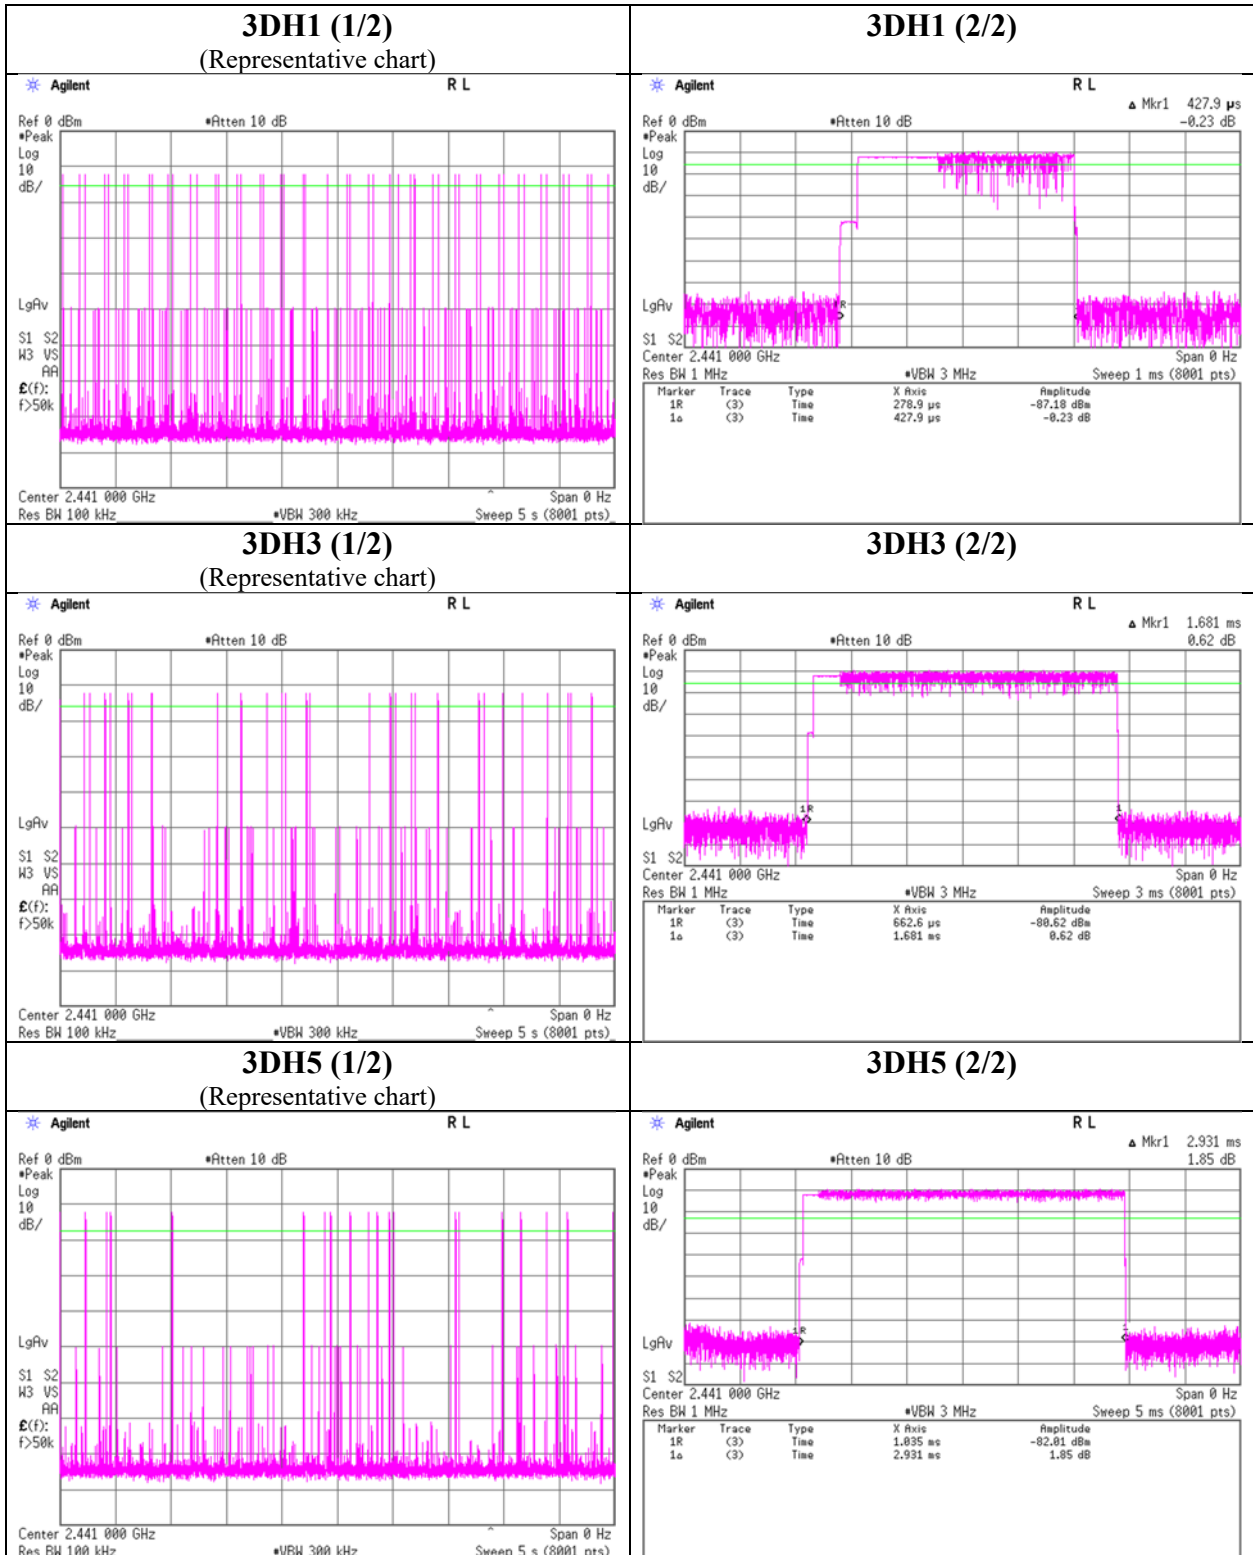 3DH1 (1/2)
(Representative chart)
Agilent
R L
Ref 0 dBm
*Atten 10 dB
*Peak
Log
10
dB/
LgAv
S1 S2
W3 VS
AA
£(f):
f>50k
Center 2.441 000 GHz
Span 0 Hz
Res BW 100 kHz
*VBW 300 kHz
Sweep 5 s (8001 pts)
3DH1 (2/2)
Agilent
R L
Δ Mkr1 427.9 µs
Ref 0 dBm
*Atten 10 dB
-0.23 dB
*Peak
Log
10
dB/
R
LgAv
S1 S2
Center 2.441 000 GHz
Span 0 Hz
Res BW 1 MHz
*VBW 3 MHz
Sweep 1 ms (8001 pts)
Marker Trace Type X Axis Amplitude
1R (3) Time 278.9 µs -87.18 dBm
1Δ (3) Time 427.9 µs -0.23 dB
3DH3 (1/2)
(Representative chart)
Agilent
R L
Ref 0 dBm
*Atten 10 dB
*Peak
Log
10
dB/
LgAv
S1 S2
W3 VS
AA
£(f):
f>50k
Center 2.441 000 GHz
Span 0 Hz
Res BW 100 kHz
*VBW 300 kHz
Sweep 5 s (8001 pts)
3DH3 (2/2)
Agilent
R L
Δ Mkr1 1.681 ms
Ref 0 dBm
*Atten 10 dB
0.62 dB
*Peak
Log
10
dB/
1R
1
LgAv
S1 S2
Center 2.441 000 GHz
Span 0 Hz
Res BW 1 MHz
*VBW 3 MHz
Sweep 3 ms (8001 pts)
Marker Trace Type X Axis Amplitude
1R (3) Time 662.6 µs -80.62 dBm
1Δ (3) Time 1.681 ms 0.62 dB
3DH5 (1/2)
(Representative chart)
Agilent
R L
Ref 0 dBm
*Atten 10 dB
*Peak
Log
10
dB/
LgAv
S1 S2
W3 VS
AA
£(f):
f>50k
Center 2.441 000 GHz
Span 0 Hz
Res BW 100 kHz
*VBW 300 kHz
Sweep 5 s (8001 pts)
3DH5 (2/2)
Agilent
R L
Δ Mkr1 2.931 ms
Ref 0 dBm
*Atten 10 dB
1.85 dB
*Peak
Log
10
dB/
1R
1
LgAv
S1 S2
Center 2.441 000 GHz
Span 0 Hz
Res BW 1 MHz
*VBW 3 MHz
Sweep 5 ms (8001 pts)
Marker Trace Type X Axis Amplitude
1R (3) Time 1.035 ms -82.01 dBm
1Δ (3) Time 2.931 ms 1.85 dB